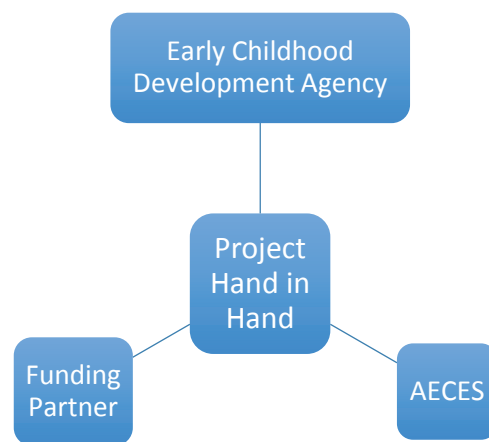 Early Childhood
Development Agency
Project
Hand in
Hand
Funding
Partner
AECES